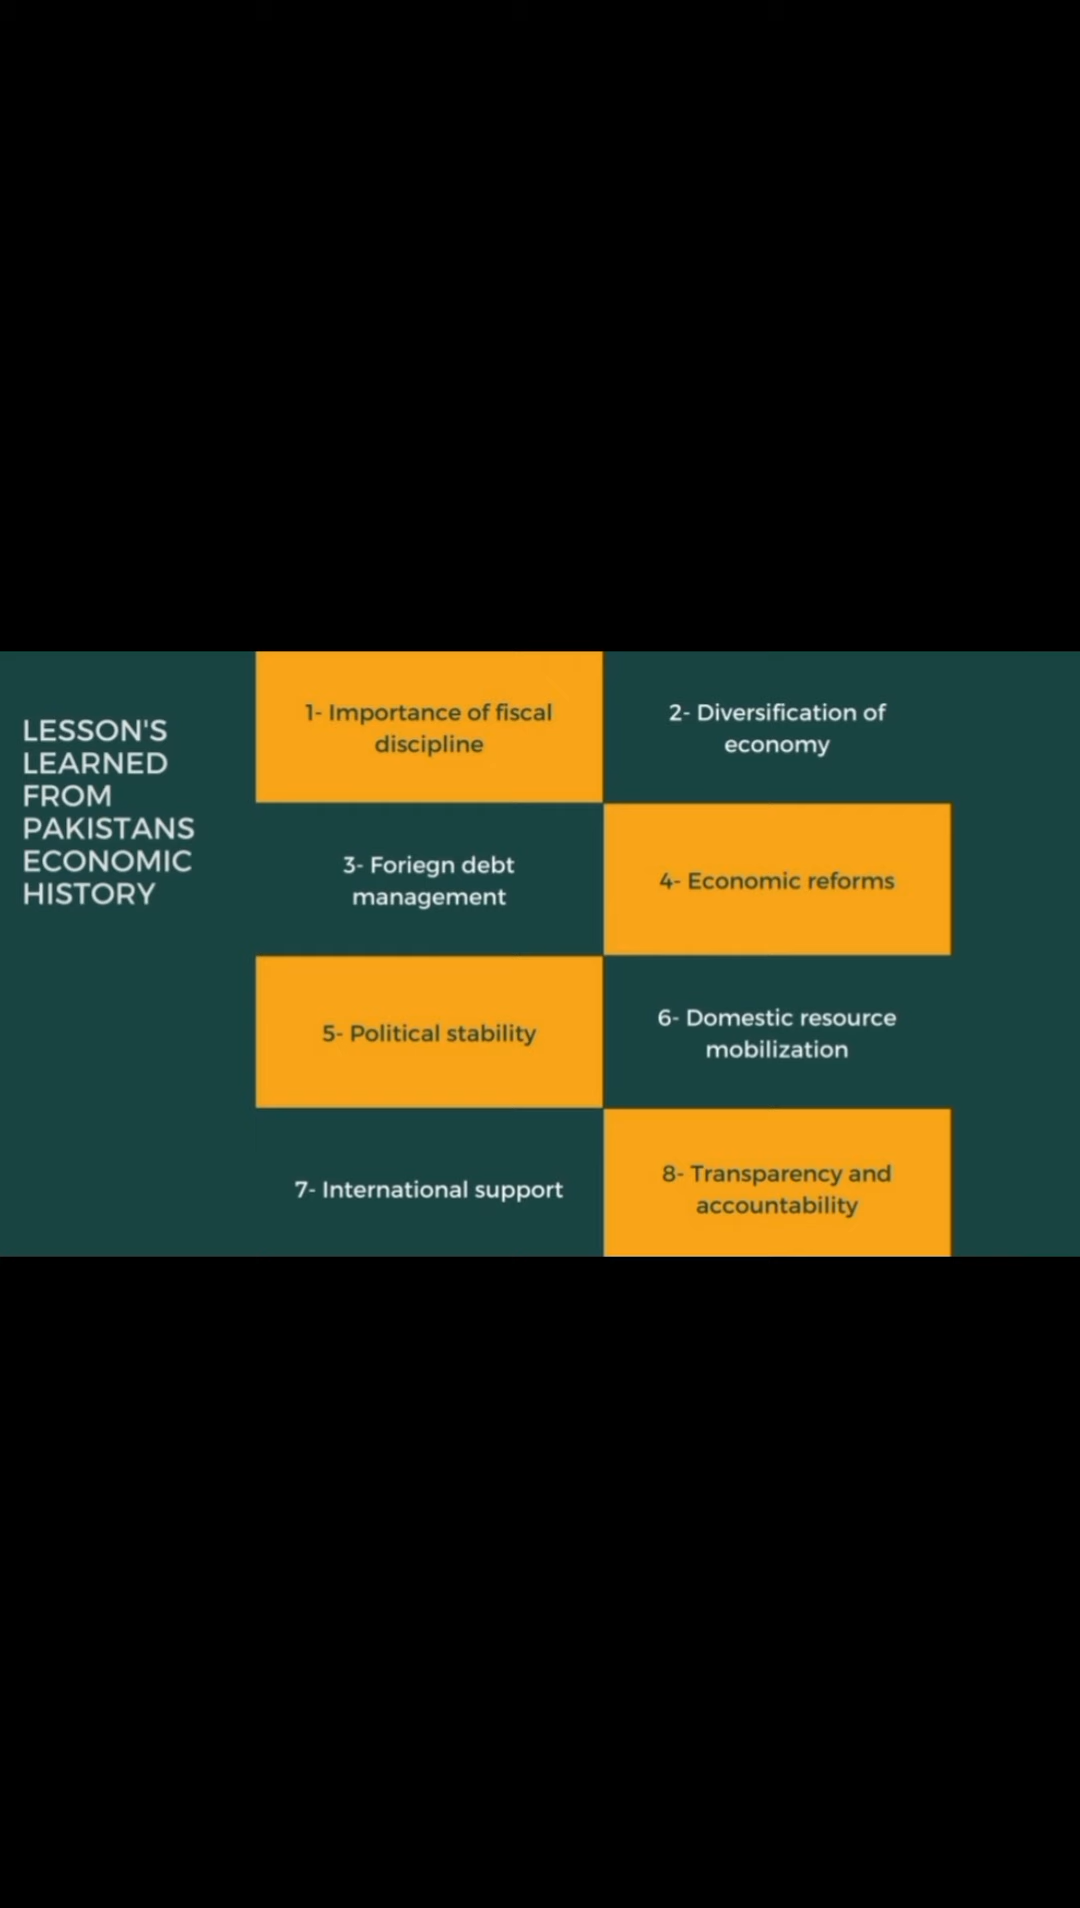 LESSON'S
LEARNED
FROM
PAKISTANS
ECONOMIC
HISTORY
1- Importance of fiscal
discipline
2- Diversification of
economy
3- Foriegn debt
management
4- Economic reforms
5- Political stability
6- Domestic resource
mobilization
7- International support
8- Transparency and
accountability